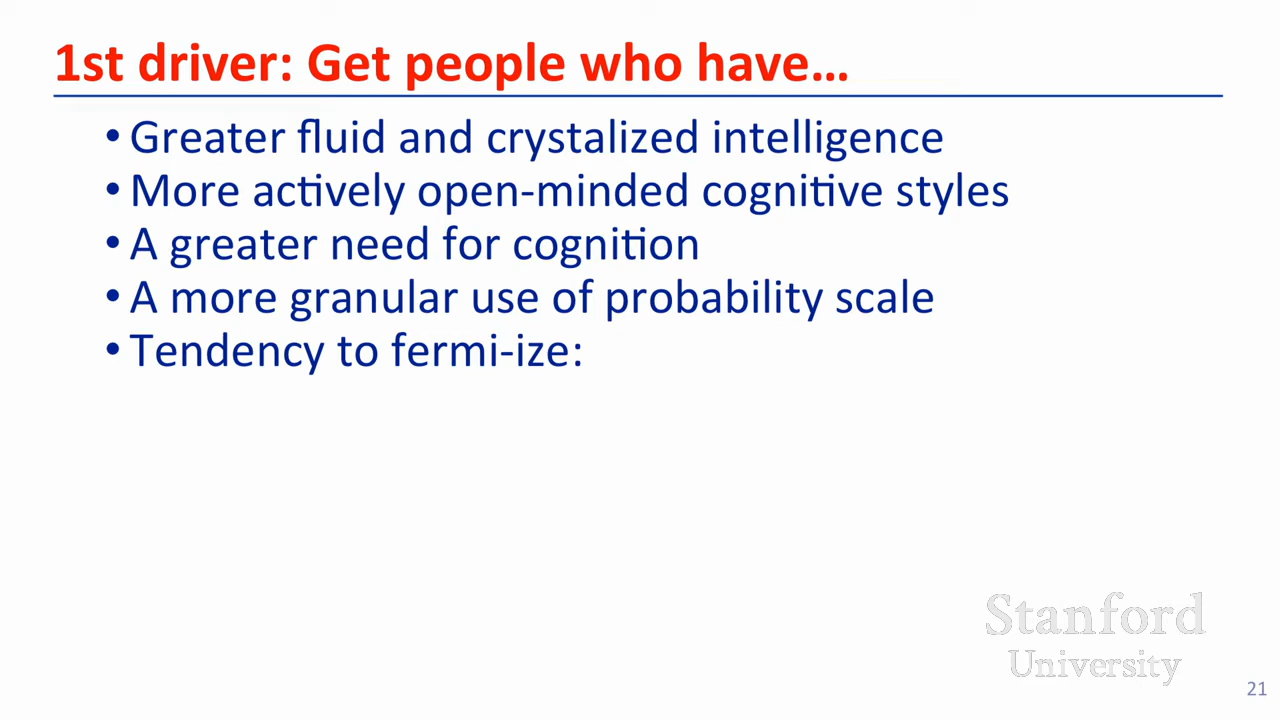 1st driver: Get people who have…
• Greater fluid and crystalized intelligence
• More actively open-minded cognitive styles
• A greater need for cognition
• A more granular use of probability scale
• Tendency to fermi-ize:
Stanford
University
21